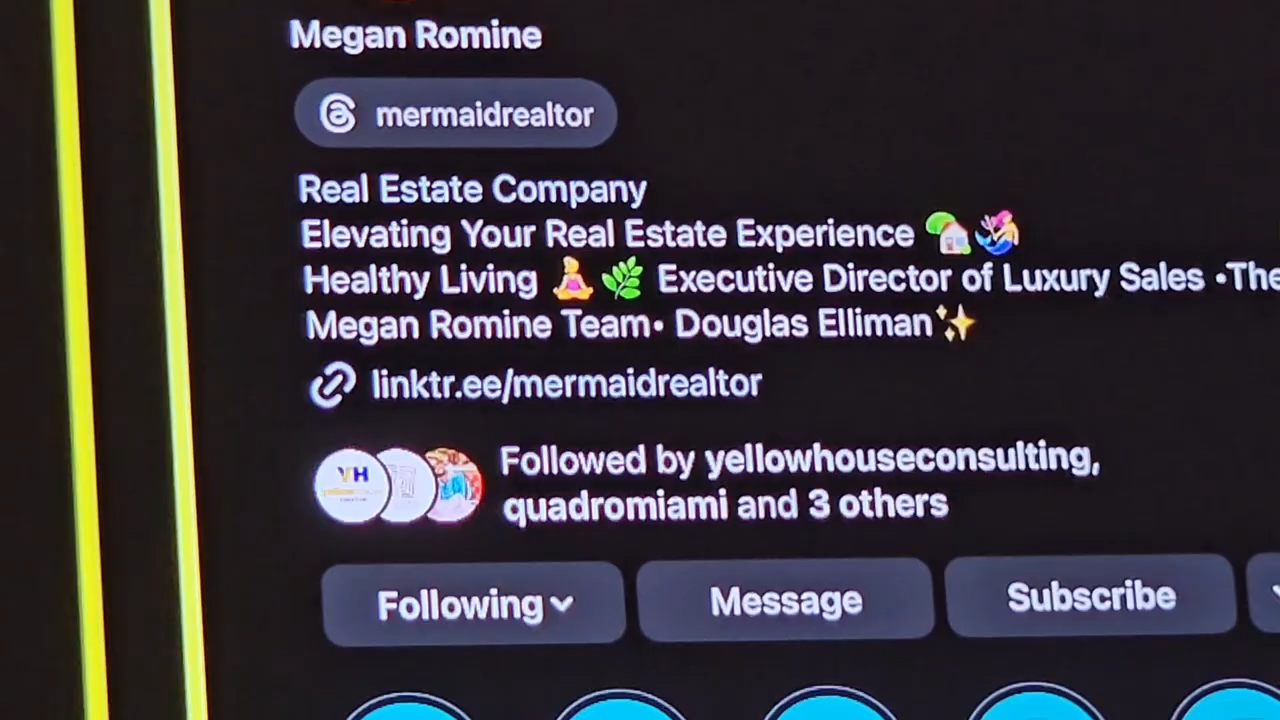 Megan Romine
mermaidrealtor
Real Estate Company
Elevating Your Real Estate Experience 🏡🧜‍♀️
Healthy Living 🧘‍♀️🌿 Executive Director of Luxury Sales •The
Megan Romine Team• Douglas Elliman✨
linktr.ee/mermaidrealtor
YH
Followed by yellowhouseconsulting,
quadromiami and 3 others
Following
Message
Subscribe